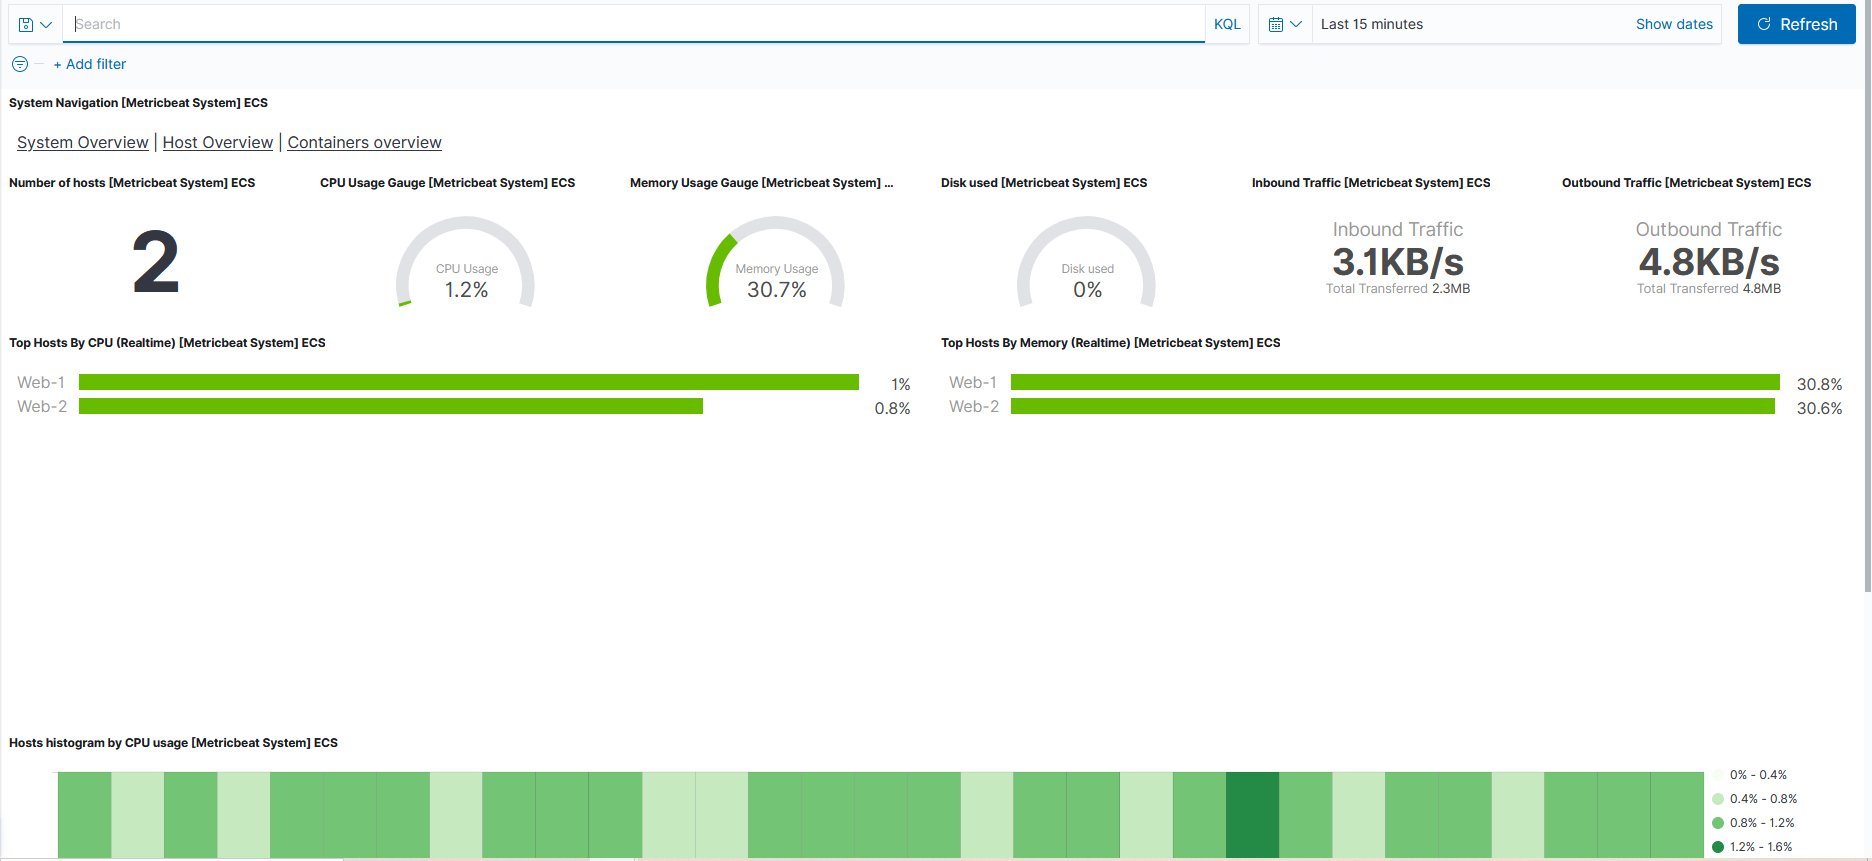 Search KQL Last 15 minutes Show dates Refresh
+ Add filter
System Navigation [Metricbeat System] ECS
System Overview | Host Overview | Containers overview
Number of hosts [Metricbeat System] ECS
2
CPU Usage Gauge [Metricbeat System] ECS
CPU Usage
1.2%
Memory Usage Gauge [Metricbeat System] ...
Memory Usage
30.7%
Disk used [Metricbeat System] ECS
Disk used
0%
Inbound Traffic [Metricbeat System] ECS
Inbound Traffic
3.1KB/s
Total Transferred 2.3MB
Outbound Traffic [Metricbeat System] ECS
Outbound Traffic
4.8KB/s
Total Transferred 4.8MB
Top Hosts By CPU (Realtime) [Metricbeat System] ECS
Web-1 1%
Web-2 0.8%
Top Hosts By Memory (Realtime) [Metricbeat System] ECS
Web-1 30.8%
Web-2 30.6%
Hosts histogram by CPU usage [Metricbeat System] ECS
0% - 0.4%
0.4% - 0.8%
0.8% - 1.2%
1.2% - 1.6%